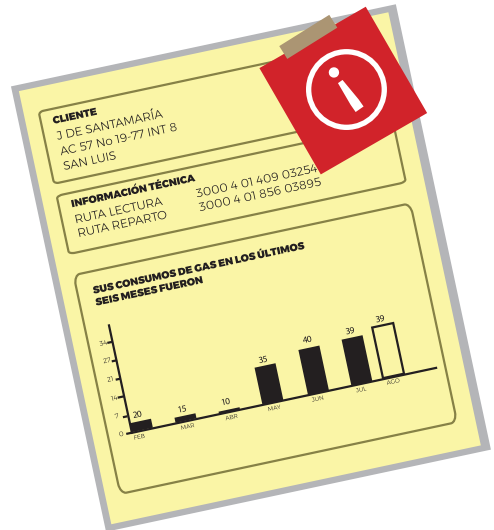 CLIENTE
J DE SANTAMARÍA
AC 57 No 19-77 INT 8
SAN LUIS
INFORMACIÓN TÉCNICA
RUTA LECTURA 3000 4 01 409 03254
RUTA REPARTO 3000 4 01 856 03895
SUS CONSUMOS DE GAS EN LOS ÚLTIMOS
SEIS MESES FUERON
34
27
21
14
7
0
20
15
10
35
40
39
39
FEB
MAR
ABR
MAY
JUN
JUL
AGO